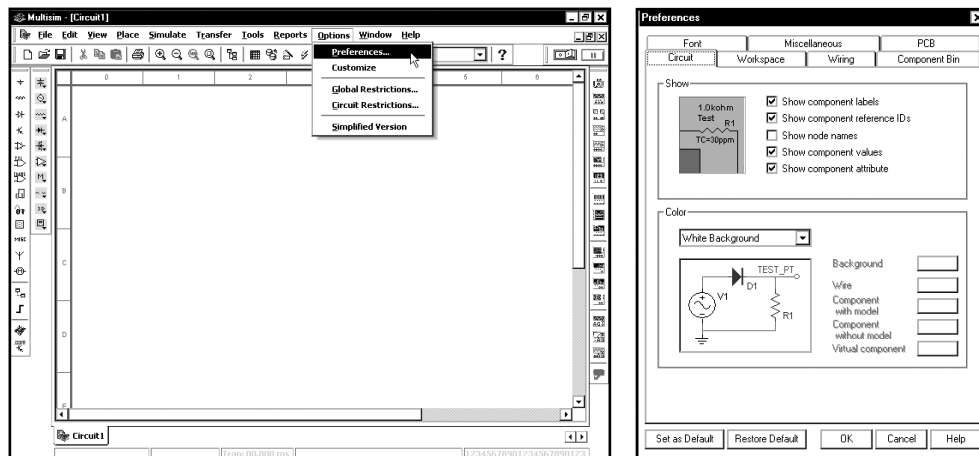 Multisim - [Circuit1]
File Edit View Place Simulate Transfer Tools Reports Options Window Help
Preferences...
Customize
Global Restrictions...
Circuit Restrictions...
Simplified Version
0 1 2 5 6
A
B
C
D
E
MISC
Circuit1
Tran: 00.000 ms
1234567890123456789​0123
Preferences
Font Miscellaneous PCB
Circuit Workspace Wiring Component Bin
Show
1.0kohm
Test
R1
TC=30ppm
Show component labels
Show component reference IDs
Show node names
Show component values
Show component attribute
Color
White Background
TEST_PT
D1
V1
R1
Background
Wire
Component
with model
Component
without model
Virtual component
Set as Default Restore Default OK Cancel Help